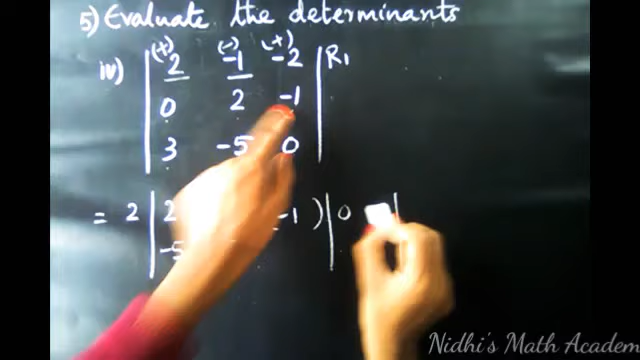 5) Evaluate the determinants
(+) (-) (+)
iv) | 2 -1 -2 | R1
| 0 2 -1 |
| 3 -5 0 |
= 2 | 2 -1 ) | 0 |
| -5
Nidhi's Math Academ